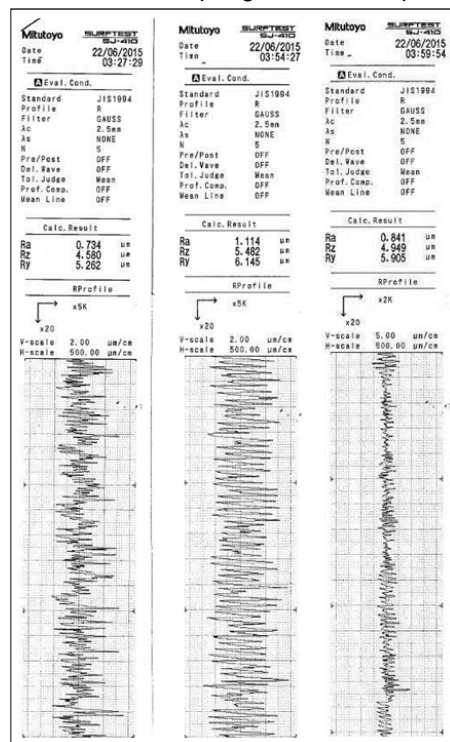 Mitutoyo SURFTEST
SJ-410
Date 22/06/2015
Time 03:27:29
A Eval. Cond.
Standard JIS1994
Profile R
Filter GAUSS
λc 2.5mm
λs NONE
N 5
Pre/Post OFF
Del. Wave OFF
Tol. Judge Mean
Prof. Comp. OFF
Mean Line OFF
Calc. Result
Ra 0.734 µm
Rz 4.580 µm
Ry 5.262 µm
RProfile
x5K
x20
V-scale 2.00 µm/cm
H-scale 500.00 µm/cm
Mitutoyo SURFTEST
SJ-410
Date 22/06/2015
Time 03:54:27
A Eval. Cond.
Standard JIS1994
Profile R
Filter GAUSS
λc 2.5mm
λs NONE
N 5
Pre/Post OFF
Del. Wave OFF
Tol. Judge Mean
Prof. Comp. OFF
Mean Line OFF
Calc. Result
Ra 1.114 µm
Rz 5.482 µm
Ry 6.145 µm
RProfile
x5K
x20
V-scale 2.00 µm/cm
H-scale 500.00 µm/cm
Mitutoyo SURFTEST
SJ-410
Date 22/06/2015
Time 03:59:54
A Eval. Cond.
Standard JIS1994
Profile R
Filter GAUSS
λc 2.5mm
λs NONE
N 5
Pre/Post OFF
Del. Wave OFF
Tol. Judge Mean
Prof. Comp. OFF
Mean Line OFF
Calc. Result
Ra 0.841 µm
Rz 4.949 µm
Ry 5.905 µm
RProfile
x2K
x20
V-scale 5.00 µm/cm
H-scale 500.00 µm/cm